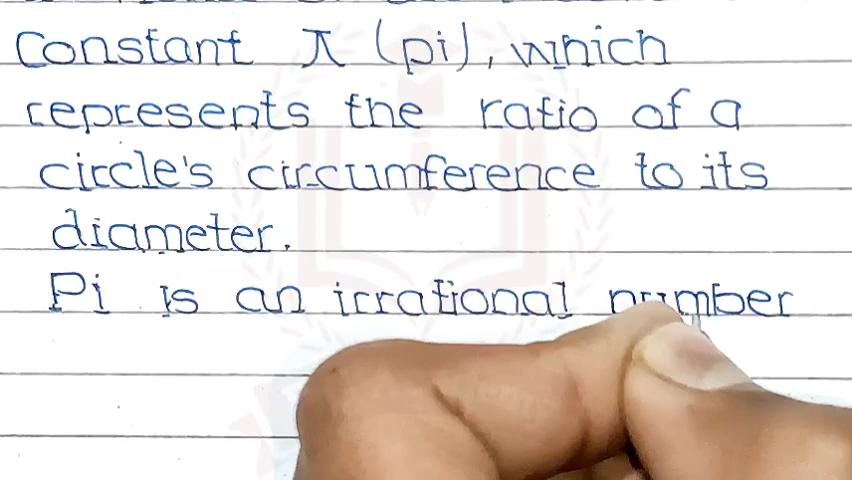 Constant π (pi), which
represents the ratio of a
circle's circumference to its
diameter.
Pi is an irrational number